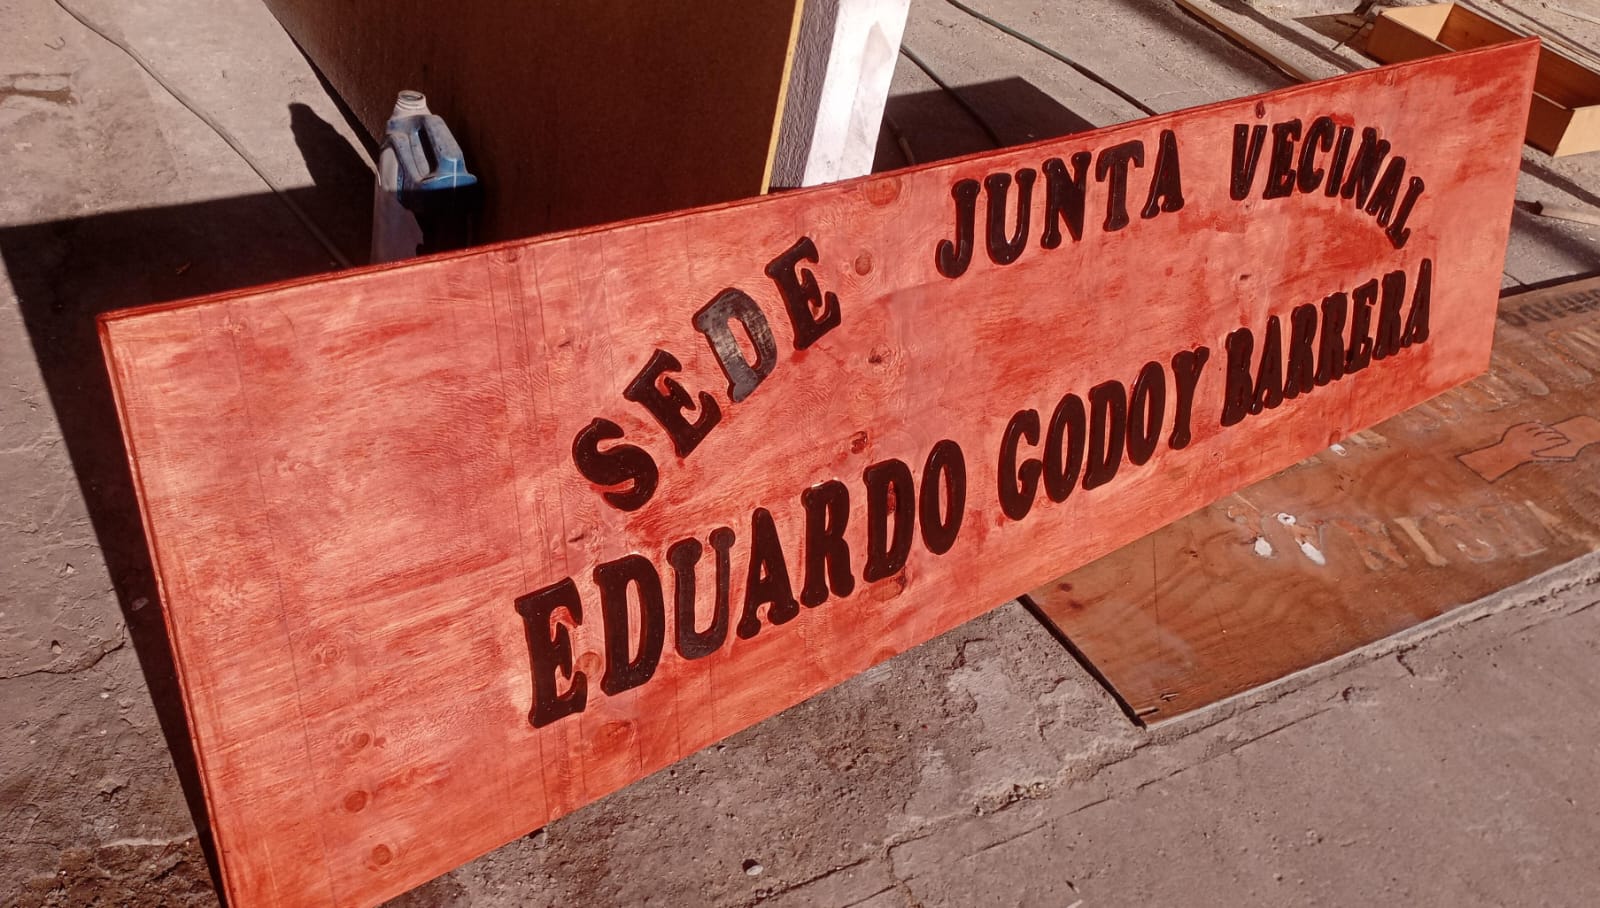 SEDE JUNTA VECINAL
EDUARDO GODOY BARRERA